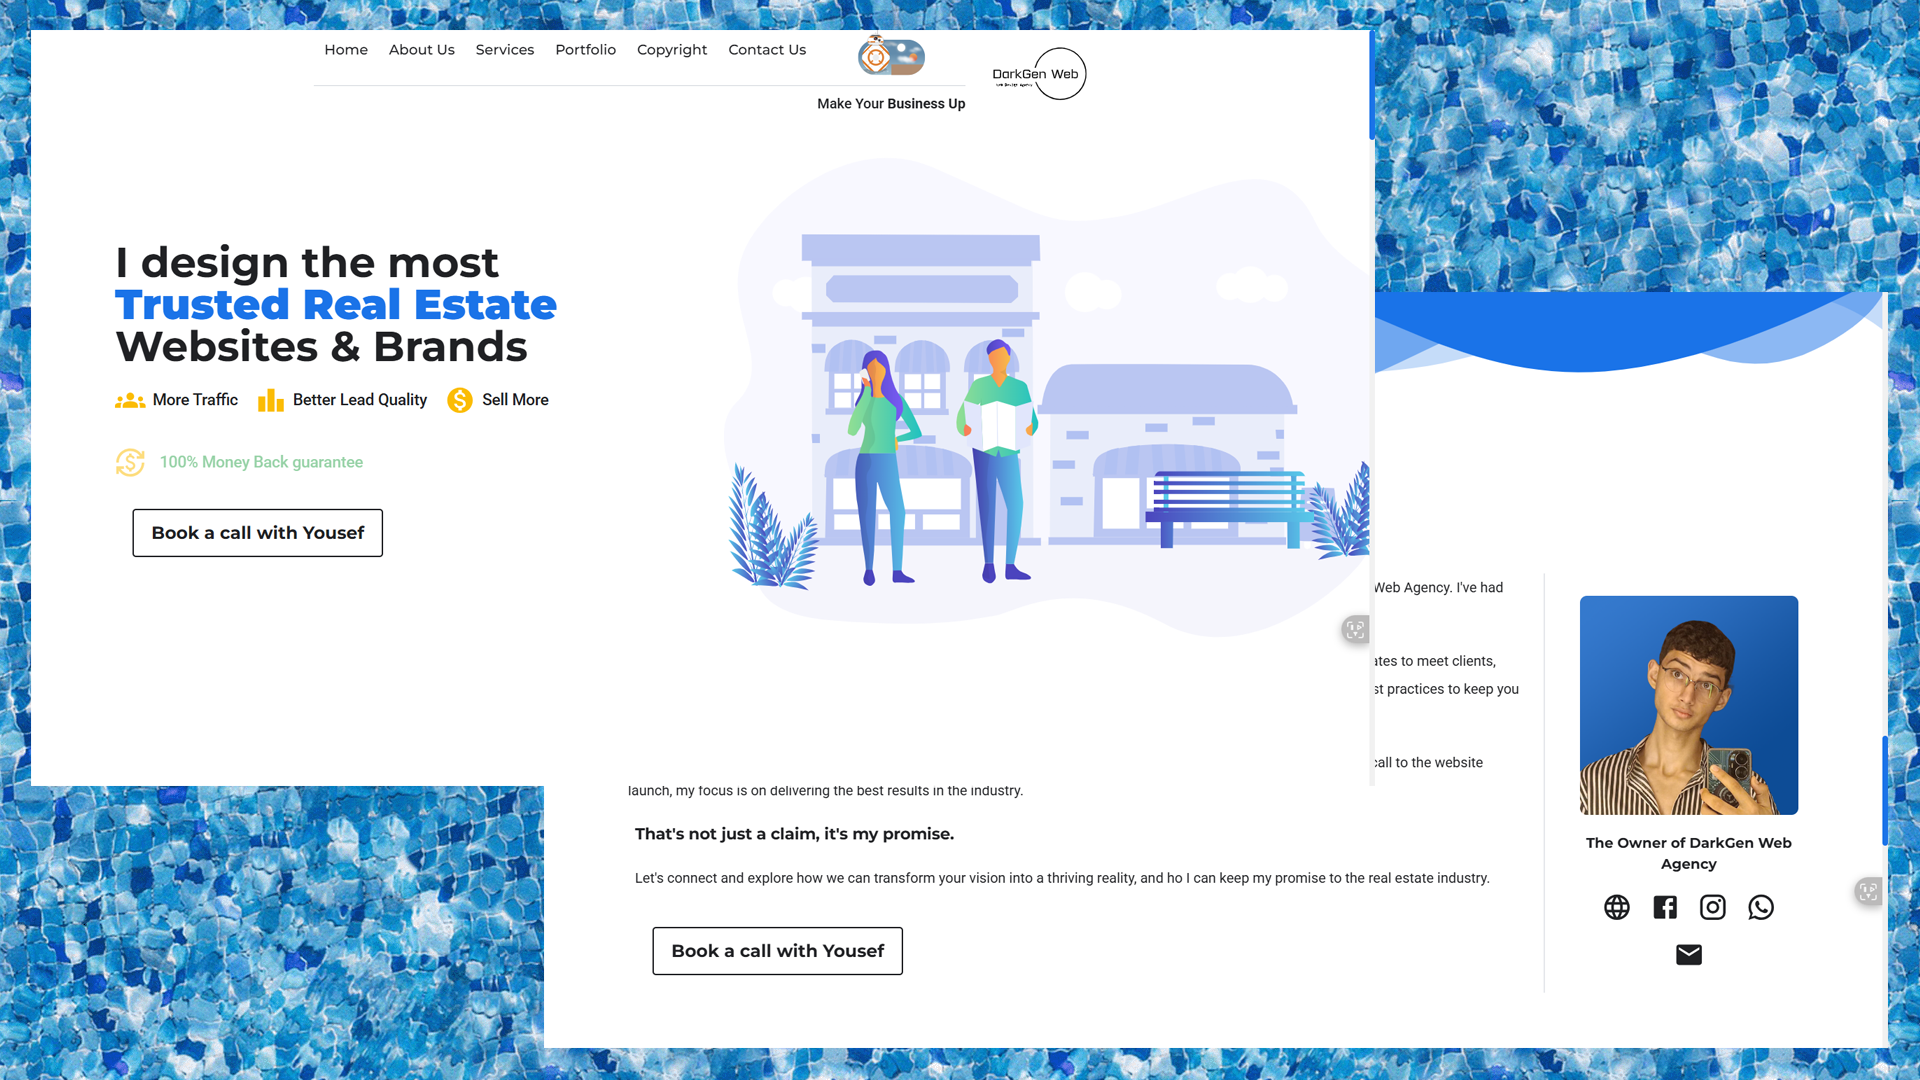 Home About Us Services Portfolio Copyright Contact Us
DarkGen Web
Make Your Business Up
I design the most
Trusted Real Estate
Websites & Brands
More Traffic Better Lead Quality Sell More
100% Money Back guarantee
Book a call with Yousef
Web Agency. I've had
ates to meet clients,
st practices to keep you
call to the website
launch, my focus is on delivering the best results in the industry.
That's not just a claim, it's my promise.
Let's connect and explore how we can transform your vision into a thriving reality, and ho I can keep my promise to the real estate industry.
Book a call with Yousef
The Owner of DarkGen Web
Agency